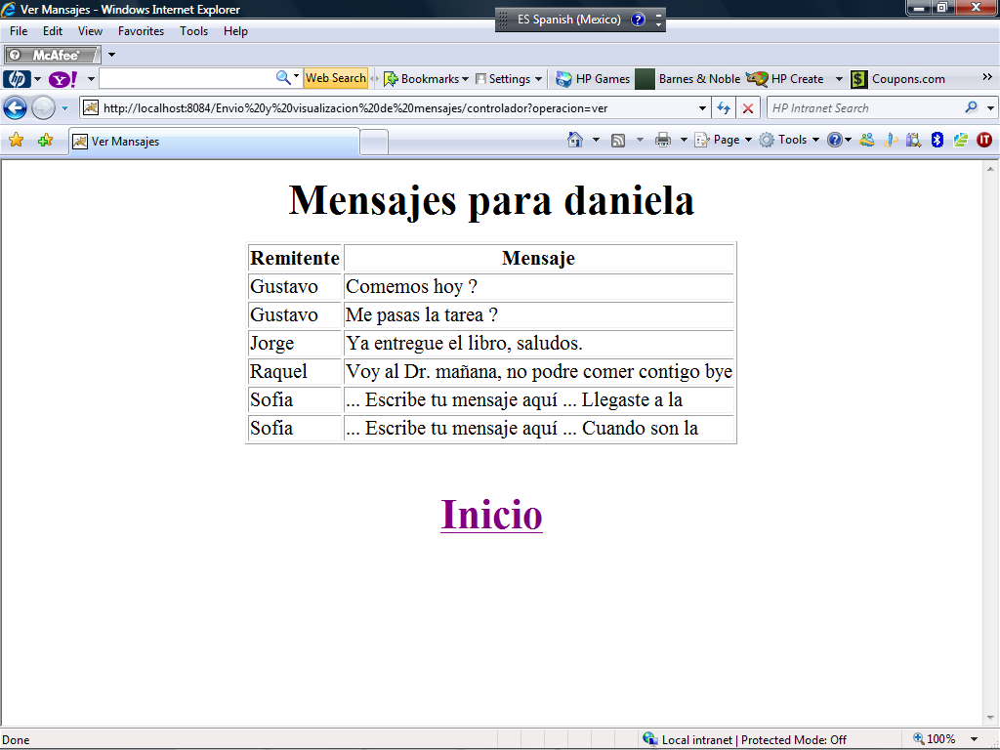 Ver Mansajes - Windows Internet Explorer
ES Spanish (Mexico) ?
File Edit View Favorites Tools Help
McAfee
hp Y! Web Search Bookmarks Settings HP Games Barnes & Noble HP Create $ Coupons.com »
http://localhost:8084/Envio%20y%20visualizacion%20de%20mensajes/controlador?operacion=ver HP Intranet Search
Ver Mansajes Page Tools ? IT
Mensajes para daniela
Remitente Mensaje
Gustavo Comemos hoy ?
Gustavo Me pasas la tarea ?
Jorge Ya entregue el libro, saludos.
Raquel Voy al Dr. mañana, no podre comer contigo bye
Sofia ... Escribe tu mensaje aquí ... Llegaste a la
Sofia ... Escribe tu mensaje aquí ... Cuando son la
Inicio
Done Local intranet | Protected Mode: Off 100%